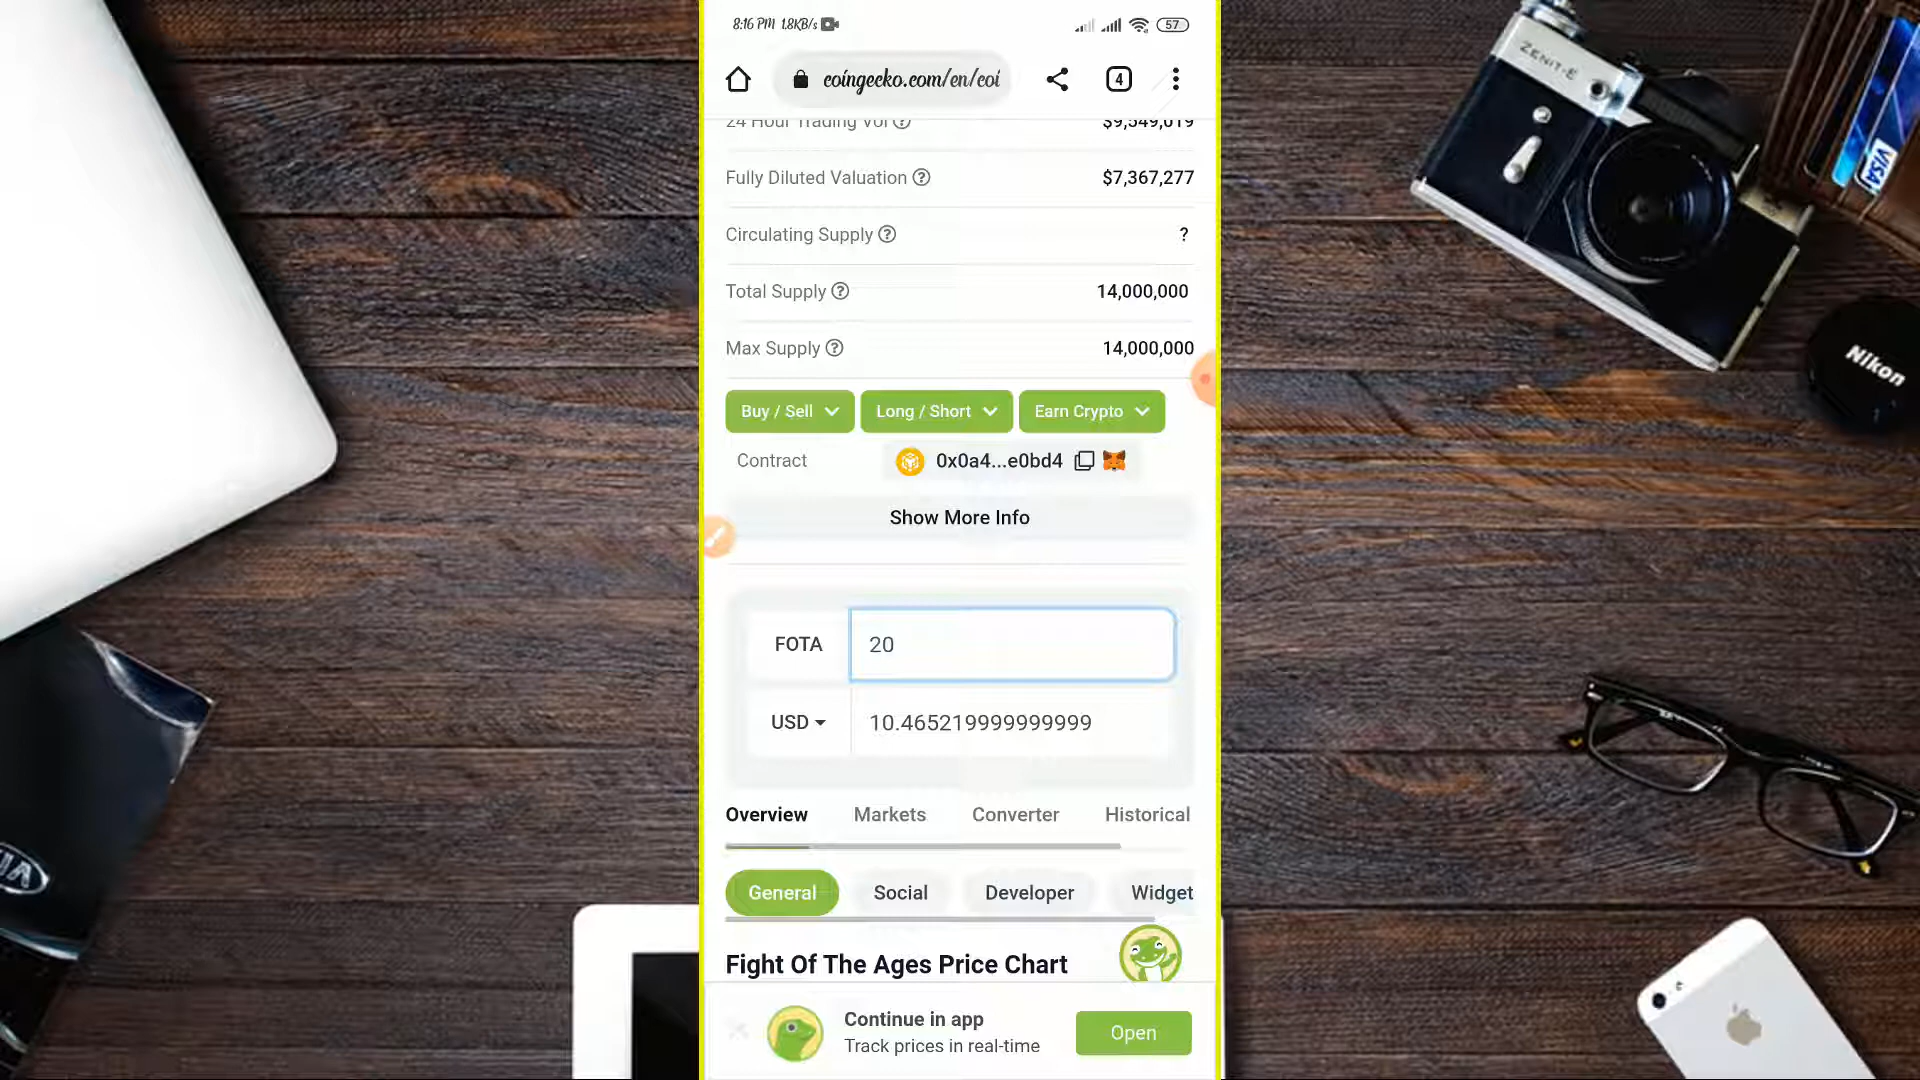 8:16 PM 1.8KB/s
57
coingecko.com/en/coi
4
24 Hour Trading Vol $9,549,619
Fully Diluted Valuation $7,367,277
Circulating Supply ?
Total Supply 14,000,000
Max Supply 14,000,000
Buy / Sell Long / Short Earn Crypto
Contract 0x0a4...e0bd4
Show More Info
FOTA 20
USD 10.465219999999999
Overview Markets Converter Historical
General Social Developer Widget
Fight Of The Ages Price Chart
Continue in app
Track prices in real-time
Open
ZENIT-E
VISA
Nikon